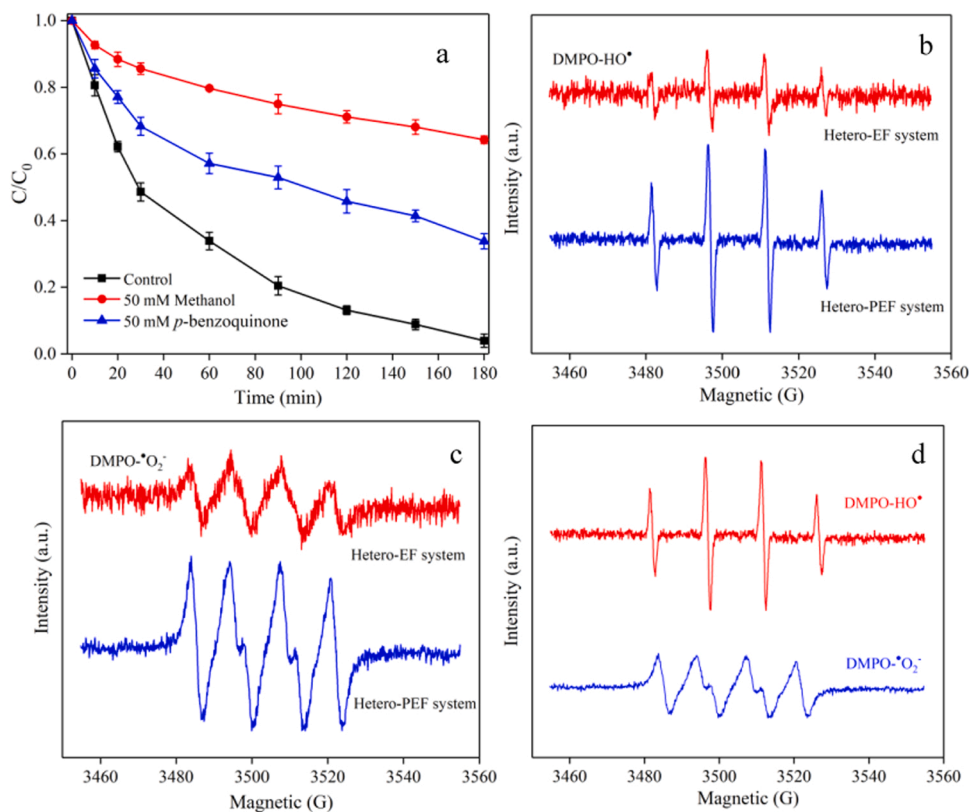 a
1.0
0.8
0.6
0.4
0.2
0.0
C/C0
Control
50 mM Methanol
50 mM p-benzoquinone
0 20 40 60 80 100 120 140 160 180
Time (min)
b
DMPO-HO•
Hetero-EF system
Hetero-PEF system
Intensity (a.u.)
3460 3480 3500 3520 3540 3560
Magnetic (G)
c
DMPO-•O2-
Hetero-EF system
Hetero-PEF system
Intensity (a.u.)
3460 3480 3500 3520 3540 3560
Magnetic (G)
d
DMPO-HO•
DMPO-•O2-
Intensity (a.u.)
3460 3480 3500 3520 3540 3560
Magnetic (G)